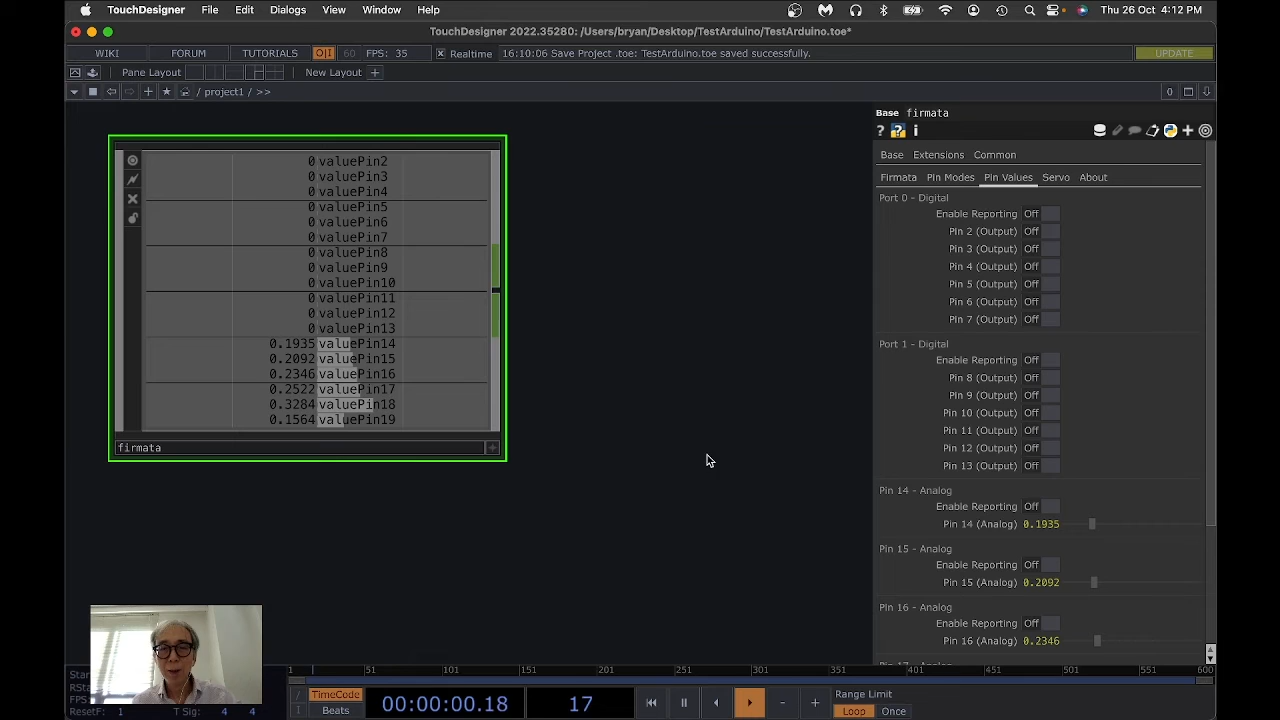 TouchDesigner File Edit Dialogs View Window Help Thu 26 Oct 4:12 PM
TouchDesigner 2022.35280: /Users/bryan/Desktop/TestArduino/TestArduino.toe*
WIKI FORUM TUTORIALS O|I 60 FPS: 35 Realtime 16:10:06 Save Project .toe: TestArduino.toe saved successfully. UPDATE
Pane Layout New Layout +
/ project1 / >> 0
Base firmata
? ? i
Base Extensions Common
Firmata Pin Modes Pin Values Servo About
Port 0 - Digital
Enable Reporting Off
Pin 2 (Output) Off
Pin 3 (Output) Off
Pin 4 (Output) Off
Pin 5 (Output) Off
Pin 6 (Output) Off
Pin 7 (Output) Off
Port 1 - Digital
Enable Reporting Off
Pin 8 (Output) Off
Pin 9 (Output) Off
Pin 10 (Output) Off
Pin 11 (Output) Off
Pin 12 (Output) Off
Pin 13 (Output) Off
Pin 14 - Analog
Enable Reporting Off
Pin 14 (Analog) 0.1935
Pin 15 - Analog
Enable Reporting Off
Pin 15 (Analog) 0.2092
Pin 16 - Analog
Enable Reporting Off
Pin 16 (Analog) 0.2346
0 valuePin2
0 valuePin3
0 valuePin4
0 valuePin5
0 valuePin6
0 valuePin7
0 valuePin8
0 valuePin9
0 valuePin10
0 valuePin11
0 valuePin12
0 valuePin13
0.1935 valuePin14
0.2092 valuePin15
0.2346 valuePin16
0.2522 valuePin17
0.3284 valuePin18
0.1564 valuePin19
firmata
1 51 101 151 201 251 301 351 401 451 501 551 600
TimeCode
Beats
00:00:00.18 17
Range Limit
Loop Once
ResetF: 1 T Sig: 4 4